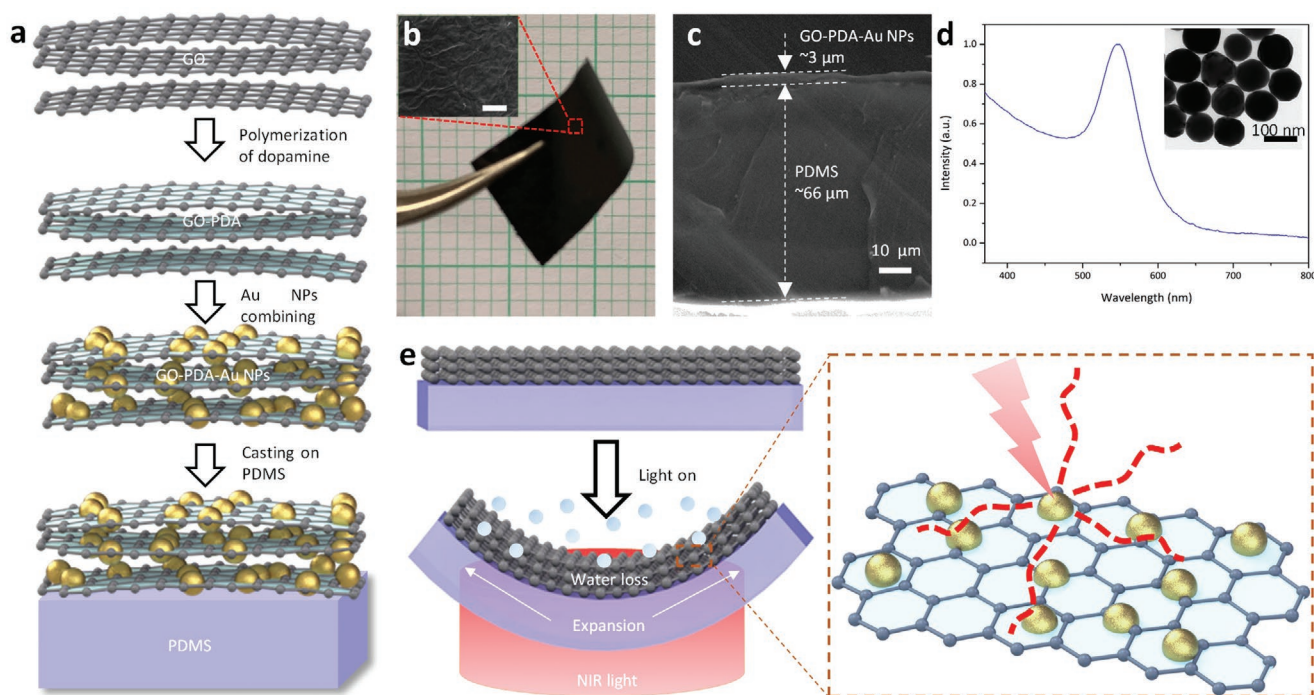 a
GO
Polymerization
of dopamine
GO-PDA
Au NPs
combining
GO-PDA-Au NPs
Casting on
PDMS
PDMS
b
c
GO-PDA-Au NPs
~3 μm
PDMS
~66 μm
10 μm
d
Intensity (a.u.)
1.0
0.8
0.6
0.4
0.2
0.0
400
500
600
700
800
Wavelength (nm)
100 nm
e
Light on
Water loss
Expansion
NIR light